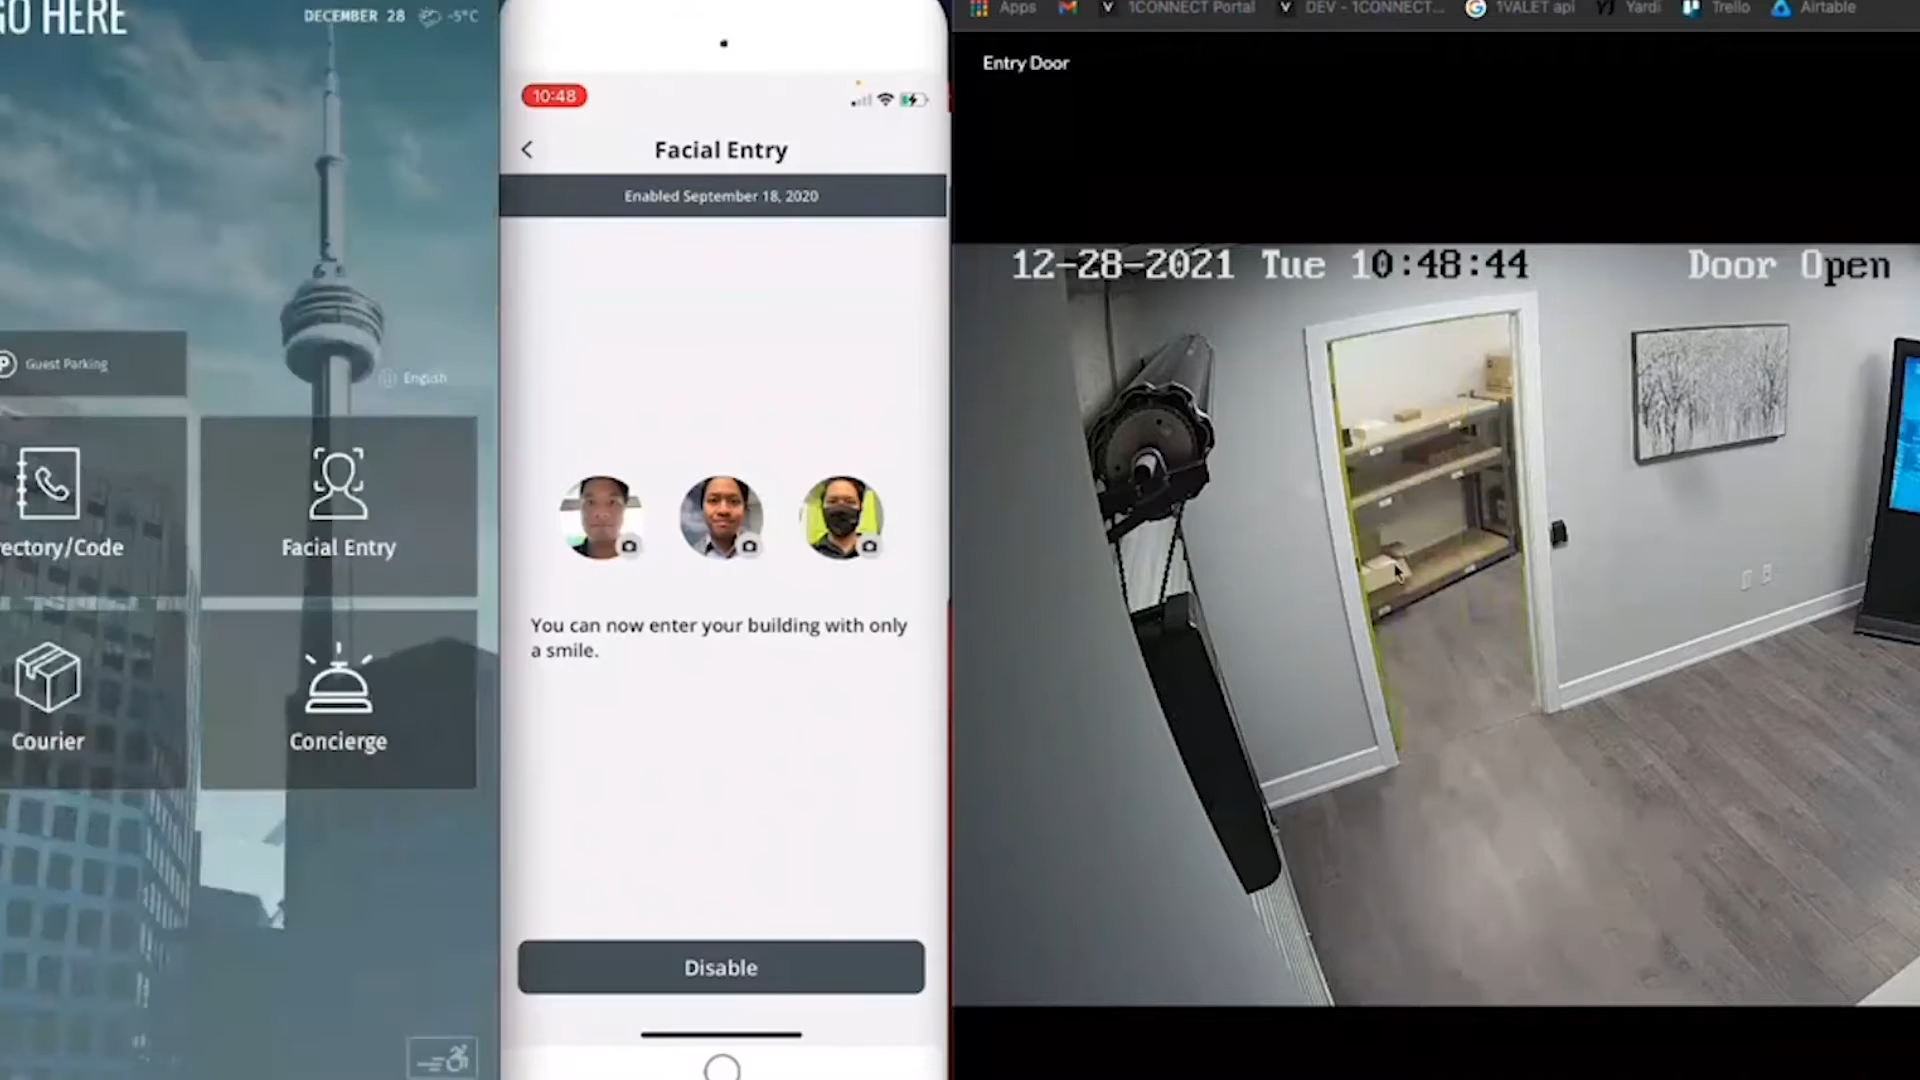 GO HERE
DECEMBER 28
-5°C
P Guest Parking
English
rectory/Code
Facial Entry
Courier
Concierge
10:48
Facial Entry
Enabled September 18, 2020
You can now enter your building with only
a smile.
Disable
Apps
1CONNECT Portal
DEV - 1CONNECT...
1VALET api
Yardi
Trello
Airtable
Entry Door
12-28-2021 Tue 10:48:44
Door Open